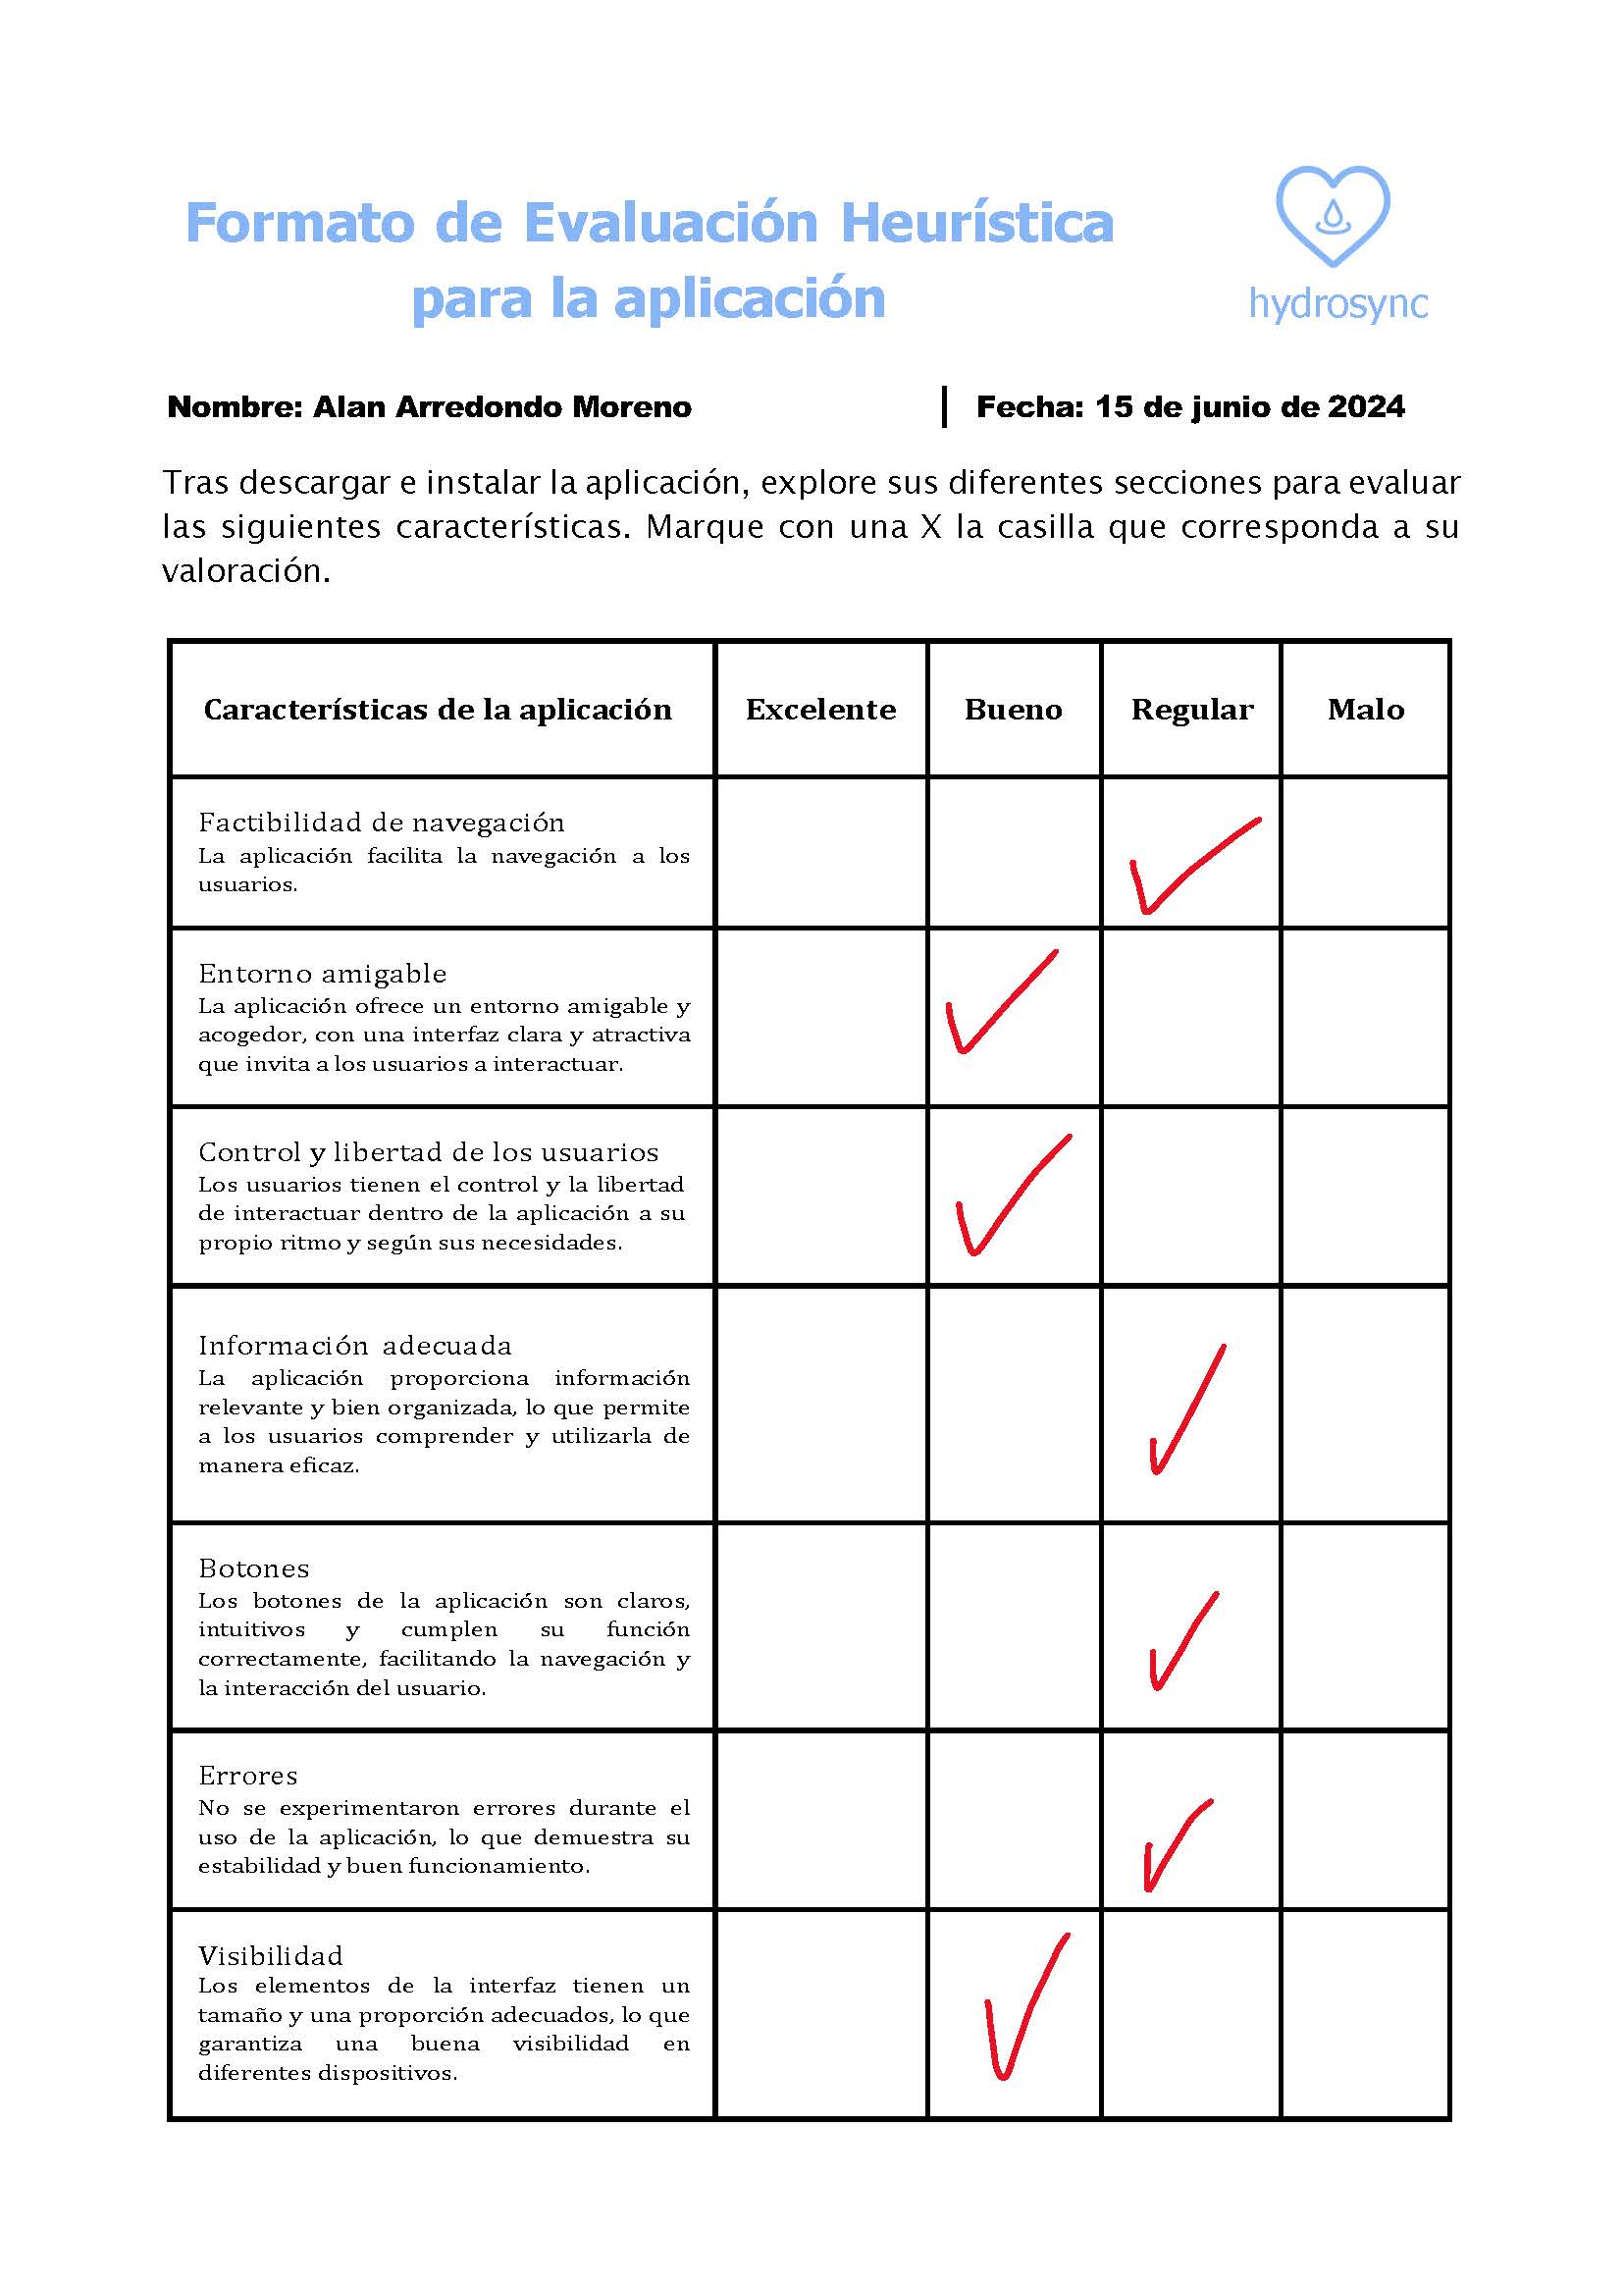 Formato de Evaluación Heurística
para la aplicación
hydrosync
Nombre: Alan Arredondo Moreno
Fecha: 15 de junio de 2024
Tras descargar e instalar la aplicación, explore sus diferentes secciones para evaluar
las siguientes características. Marque con una X la casilla que corresponda a su
valoración.
Características de la aplicación
Excelente
Bueno
Regular
Malo
Factibilidad de navegación
La aplicación facilita la navegación a los
usuarios.
Entorno amigable
La aplicación ofrece un entorno amigable y
acogedor, con una interfaz clara y atractiva
que invita a los usuarios a interactuar.
Control y libertad de los usuarios
Los usuarios tienen el control y la libertad
de interactuar dentro de la aplicación a su
propio ritmo y según sus necesidades.
Información adecuada
La aplicación proporciona información
relevante y bien organizada, lo que permite
a los usuarios comprender y utilizarla de
manera eficaz.
Botones
Los botones de la aplicación son claros,
intuitivos y cumplen su función
correctamente, facilitando la navegación y
la interacción del usuario.
Errores
No se experimentaron errores durante el
uso de la aplicación, lo que demuestra su
estabilidad y buen funcionamiento.
Visibilidad
Los elementos de la interfaz tienen un
tamaño y una proporción adecuados, lo que
garantiza una buena visibilidad en
diferentes dispositivos.